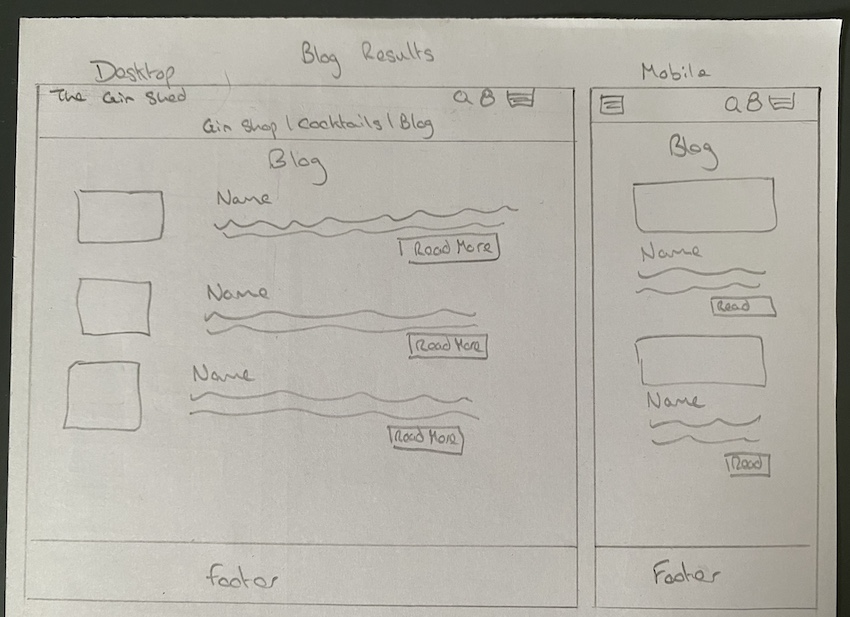 Blog Results
Desktop
The Gin Shed
Gin Shop | Cocktails | Blog
Blog
Name
Read More
Name
Read More
Name
Read More
Footer
Mobile
Blog
Name
Read
Name
Read
Footer